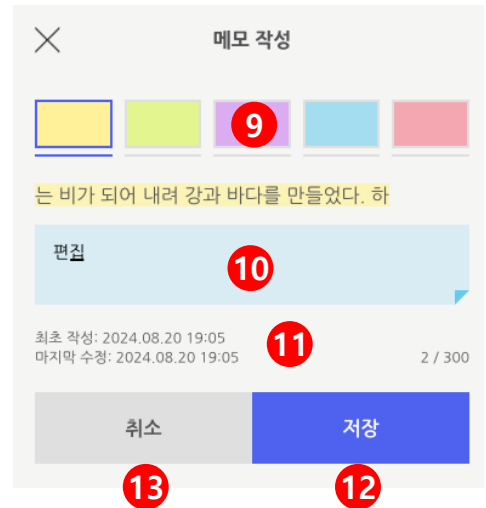 메모 작성
9
는 비가 되어 내려 강과 바다를 만들었다. 하
편집
10
최초 작성: 2024.08.20 19:05
마지막 수정: 2024.08.20 19:05
11
2 / 300
취소
저장
13
12